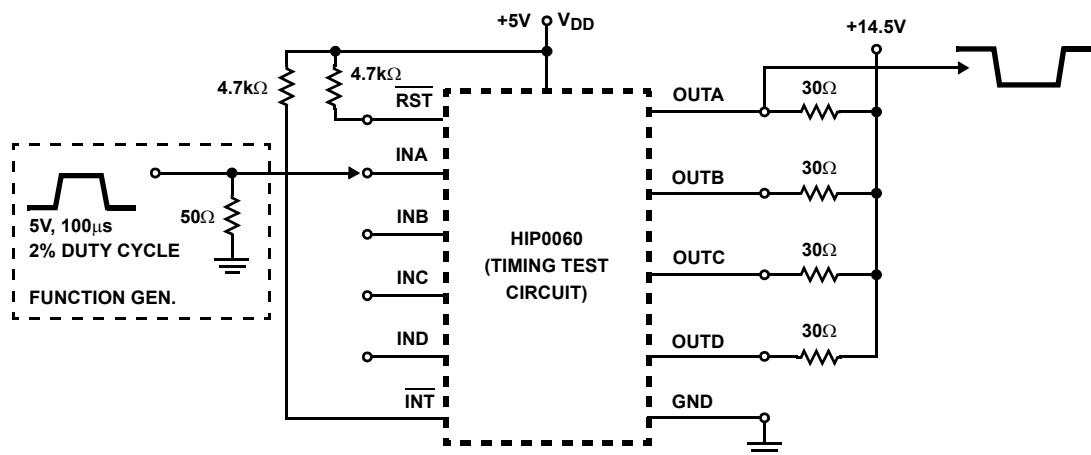 +5V V_DD
+14.5V
4.7kΩ
4.7kΩ
RST
INA
INB
INC
IND
INT
5V, 100μs
2% DUTY CYCLE
50Ω
FUNCTION GEN.
HIP0060
(TIMING TEST
CIRCUIT)
OUTA
30Ω
OUTB
30Ω
OUTC
30Ω
OUTD
30Ω
GND